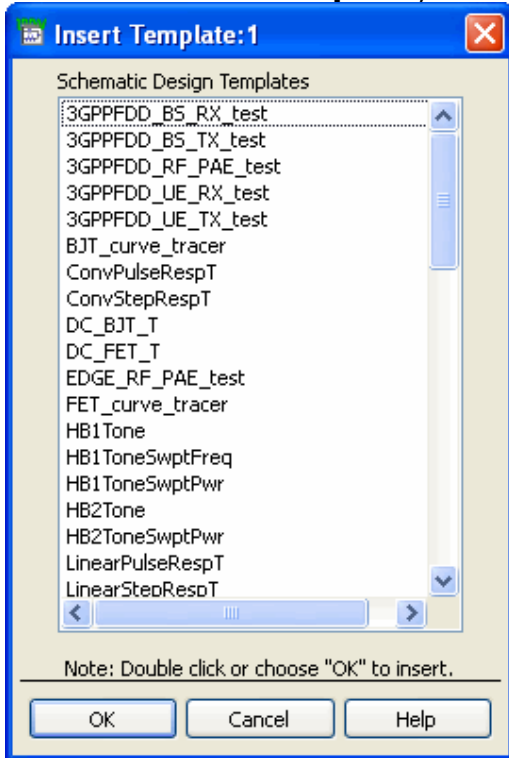 Insert Template:1
Schematic Design Templates
3GPPFDD_BS_RX_test
3GPPFDD_BS_TX_test
3GPPFDD_RF_PAE_test
3GPPFDD_UE_RX_test
3GPPFDD_UE_TX_test
BJT_curve_tracer
ConvPulseRespT
ConvStepRespT
DC_BJT_T
DC_FET_T
EDGE_RF_PAE_test
FET_curve_tracer
HB1Tone
HB1ToneSwptFreq
HB1ToneSwptPwr
HB2Tone
HB2ToneSwptPwr
LinearPulseRespT
LinearStepRespT
Note: Double click or choose "OK" to insert.
OK Cancel Help